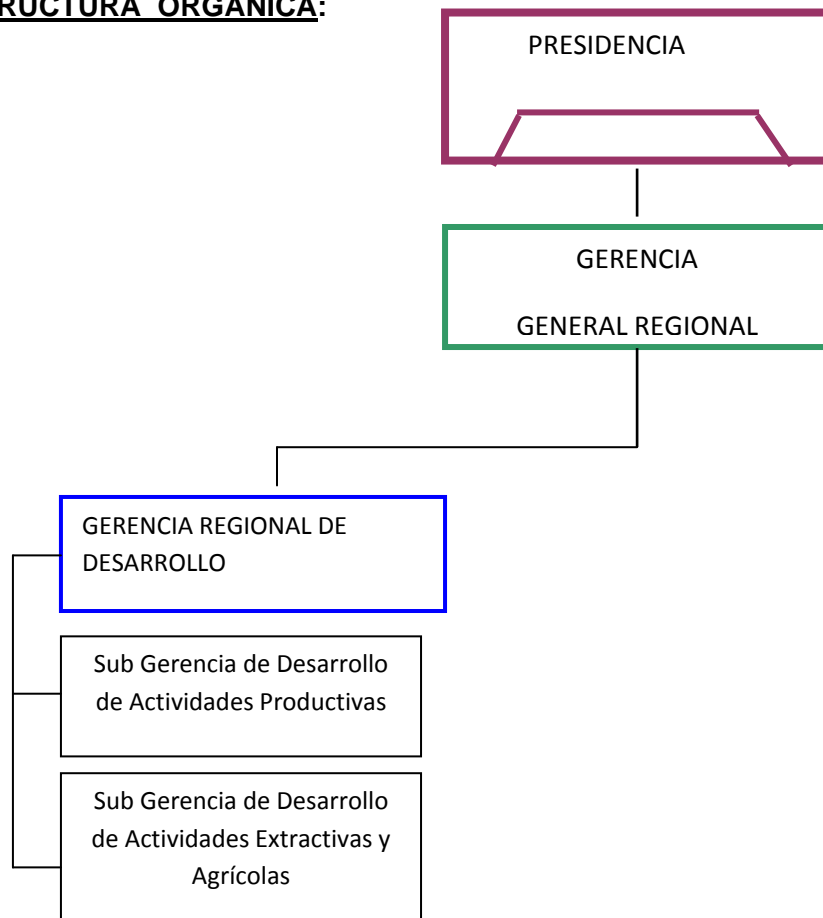 RUCTURA ORGANICA:
PRESIDENCIA
GERENCIA
GENERAL REGIONAL
GERENCIA REGIONAL DE
DESARROLLO
Sub Gerencia de Desarrollo
de Actividades Productivas
Sub Gerencia de Desarrollo
de Actividades Extractivas y
Agrícolas